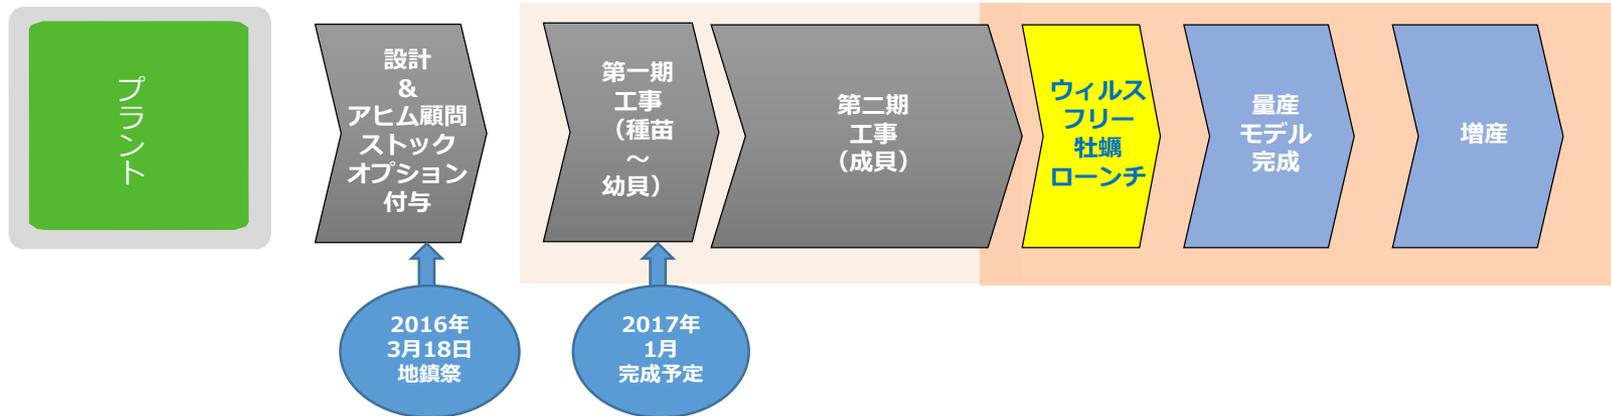 プラント
設計
&
アヒム顧問
ストック
オプション
付与
第一期
工事
(種苗
～
幼貝)
第二期
工事
(成貝)
ウィルス
フリー
牡蠣
ローンチ
量産
モデル
完成
増産
2016年
3月18日
地鎮祭
2017年
1月
完成予定